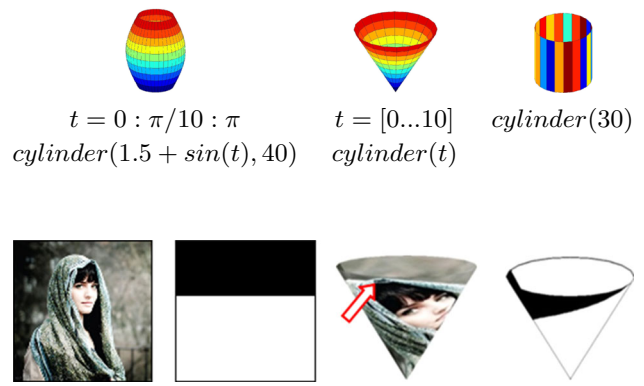 t = 0 : π/10 : π
cylinder(1.5 + sin(t), 40)
t = [0...10]
cylinder(t)
cylinder(30)